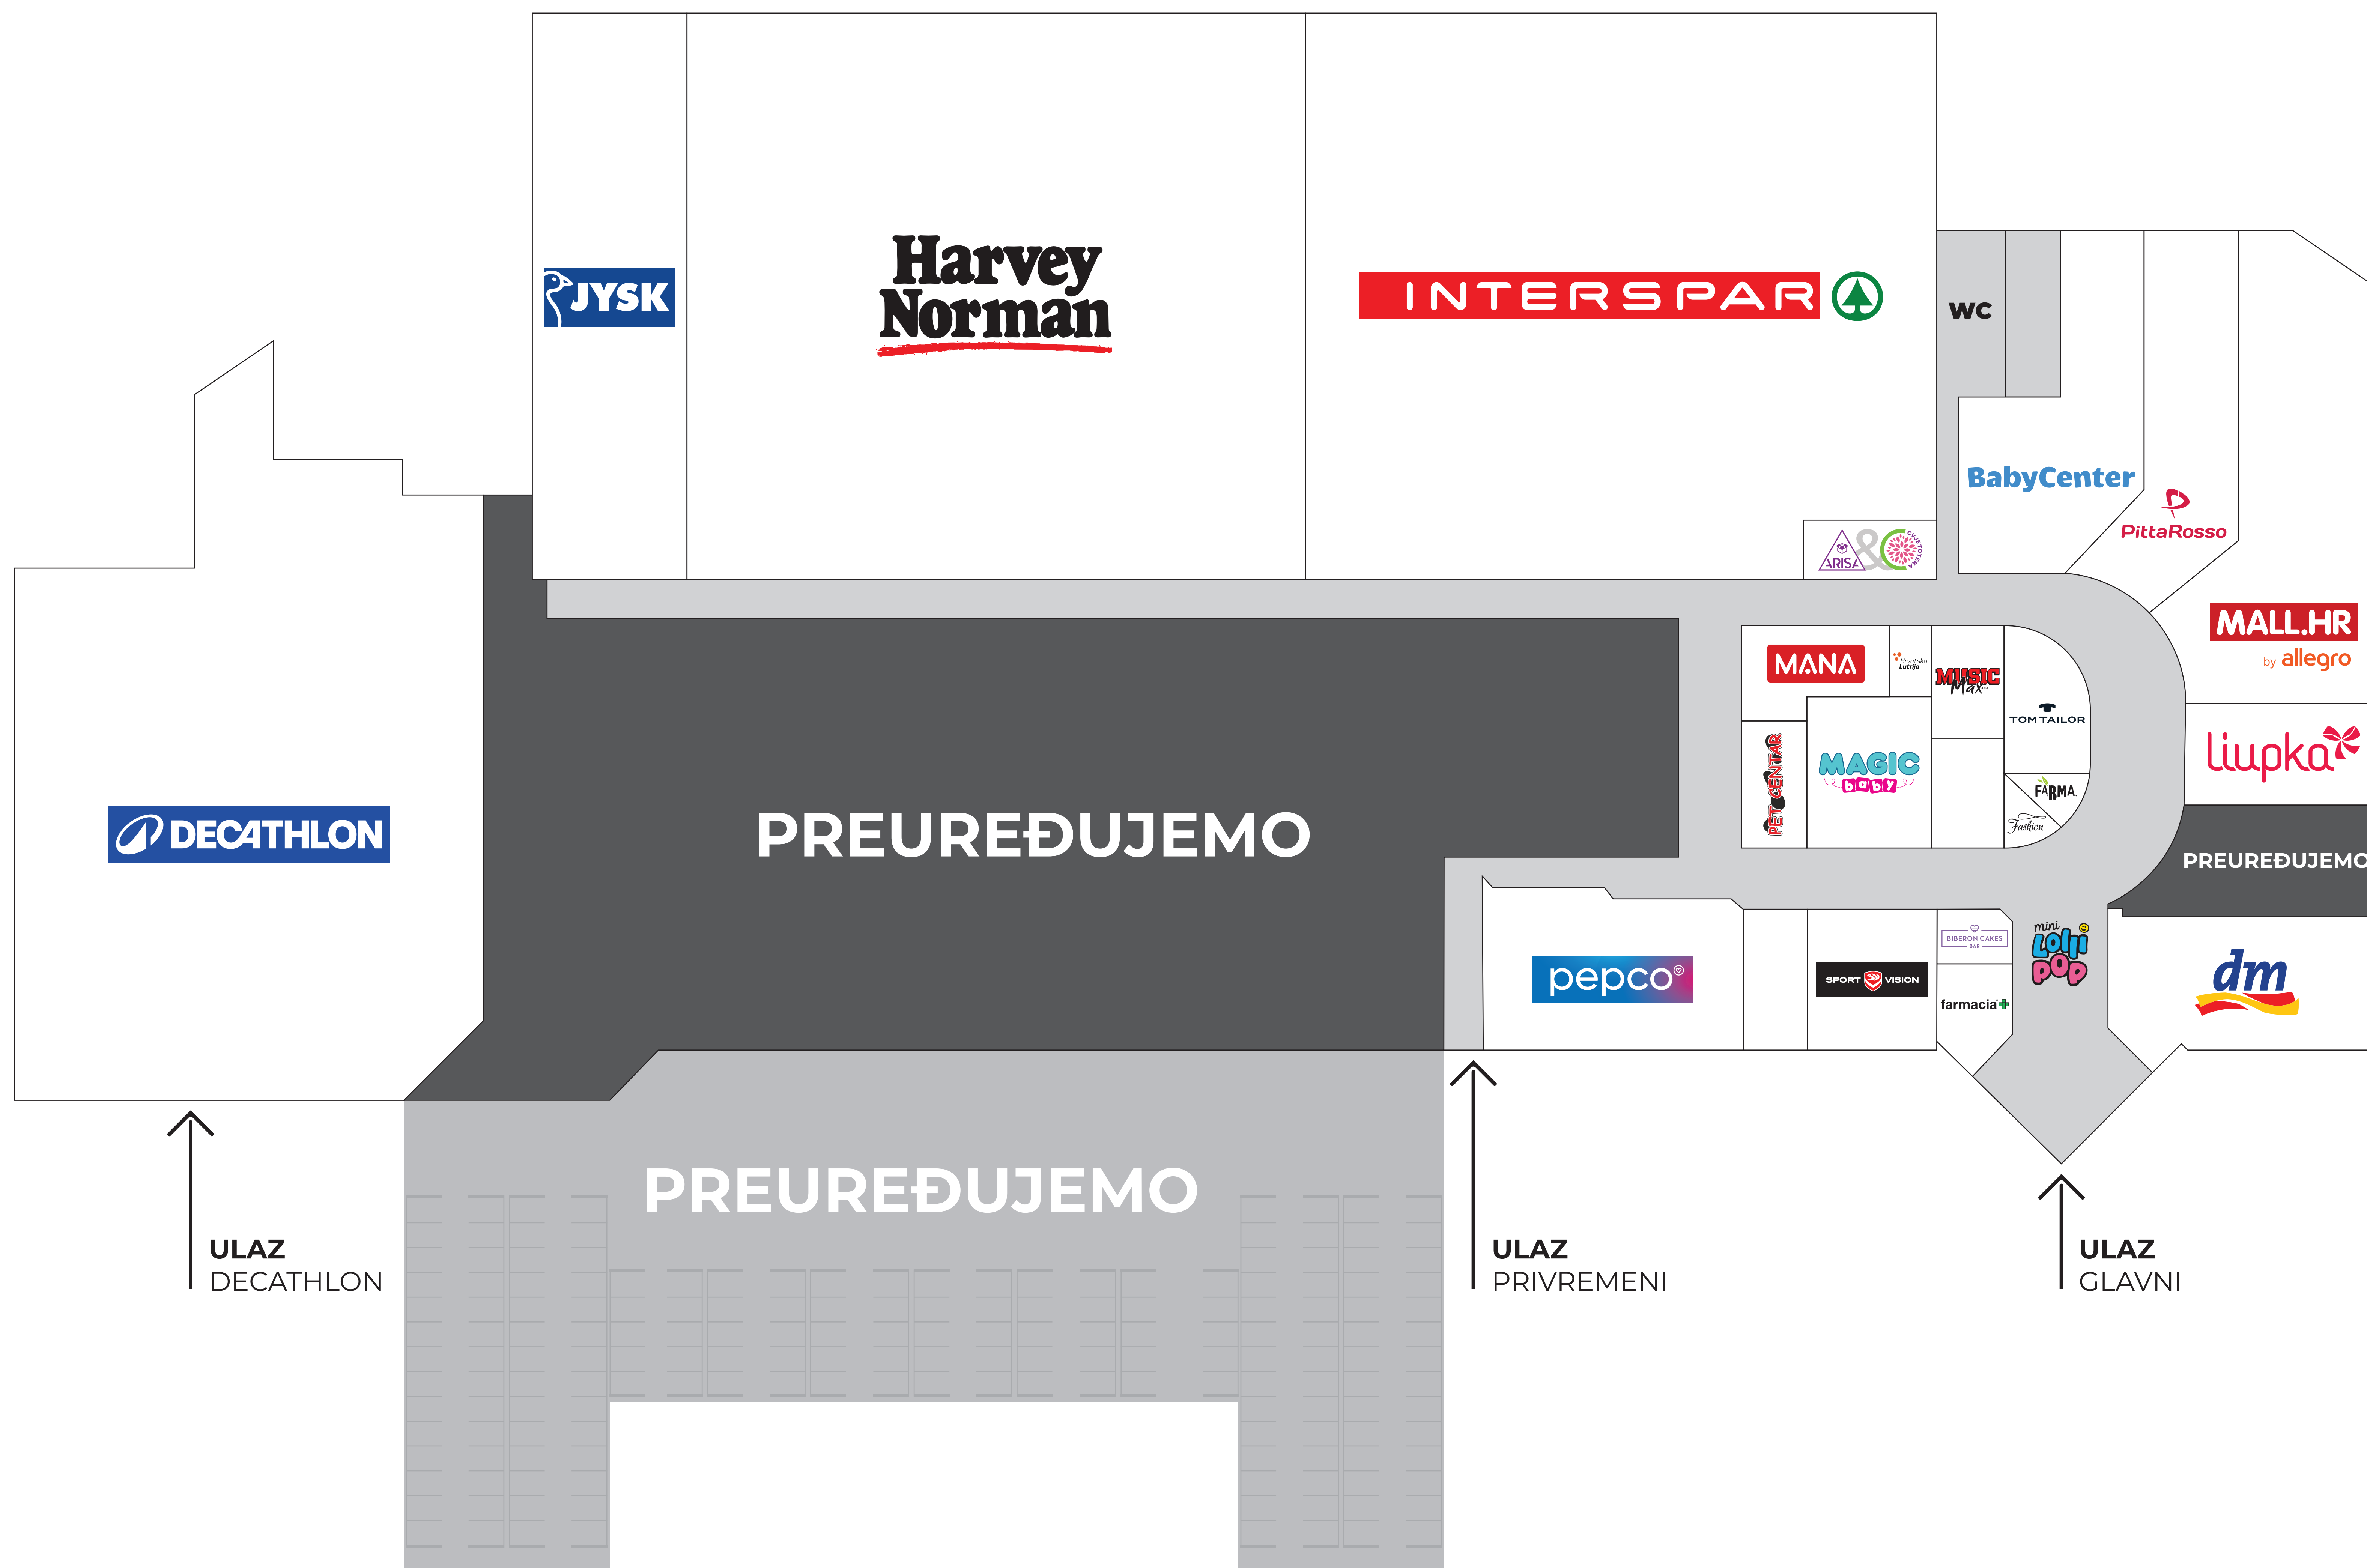 JYSK
Harvey
Norman
INTERSPAR
WC
BabyCenter
PittaRosso
ARISA
&
CVJETOTEKA
MALL.HR
by allegro
MANA
Hrvatska
Lutrija
MUSIC
Max
TOM TAILOR
liupka
PET CENTAR
MAGIC
baby
FARMA
Fashion
DECATHLON
PREUREĐUJEMO
PREUREĐUJEMO
pepco
SPORT VISION
BIBERON CAKES
BAR
farmacia
mini
Lolli
POP
dm
PREUREĐUJEMO
ULAZ
DECATHLON
ULAZ
PRIVREMENI
ULAZ
GLAVNI